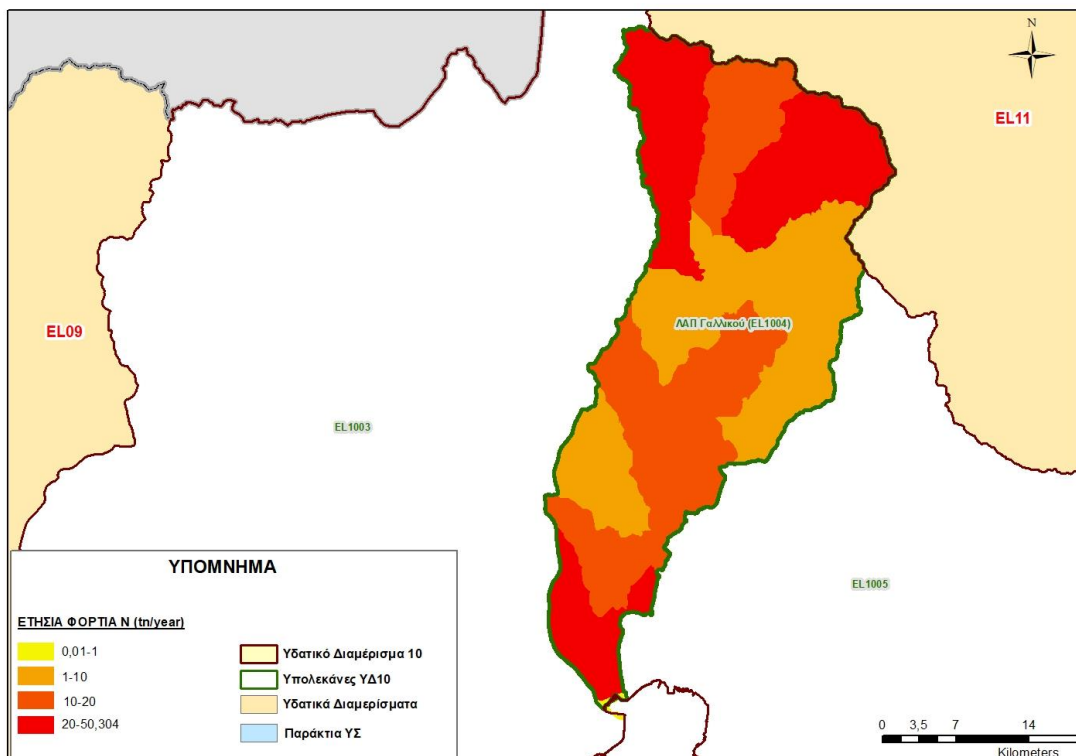 N
EL11
EL09
ΛΑΠ Γαλλικού (EL1004)
EL1003
EL1005
ΥΠΟΜΝΗΜΑ
ΕΤΗΣΙΑ ΦΟΡΤΙΑ Ν (tn/year)
0,01-1
1-10
10-20
20-50,304
Υδατικό Διαμέρισμα 10
Υπολεκάνες ΥΔ10
Υδατικά Διαμερίσματα
Παράκτια ΥΣ
0 3,5 7 14
Kilometers